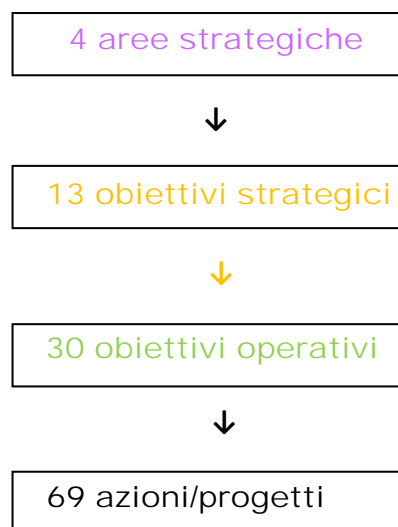 4 aree strategiche
13 obiettivi strategici
30 obiettivi operativi
69 azioni/progetti